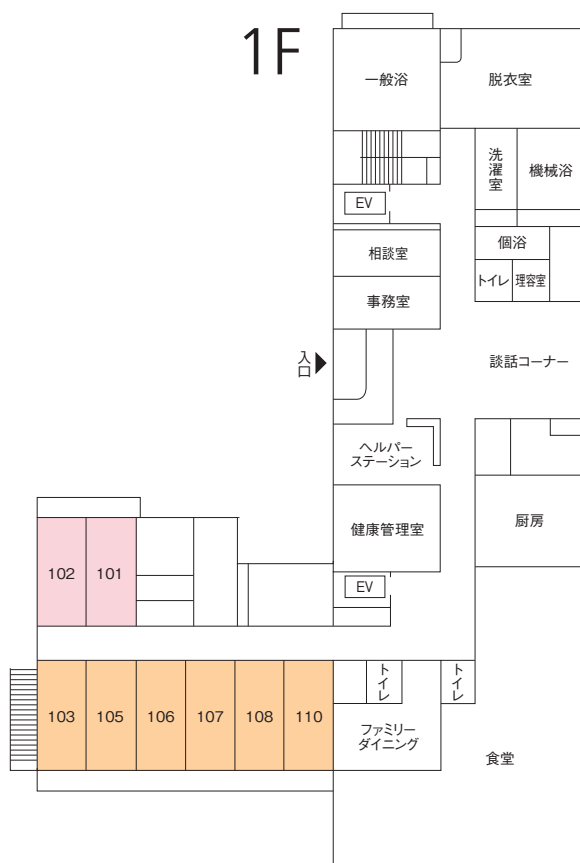 1F
一般浴
脱衣室
洗濯室
機械浴
EV
個浴
相談室
トイレ
理容室
事務室
入口
談話コーナー
ヘルパー
ステーション
健康管理室
厨房
102
101
EV
103
105
106
107
108
110
トイレ
トイレ
ファミリー
ダイニング
食堂